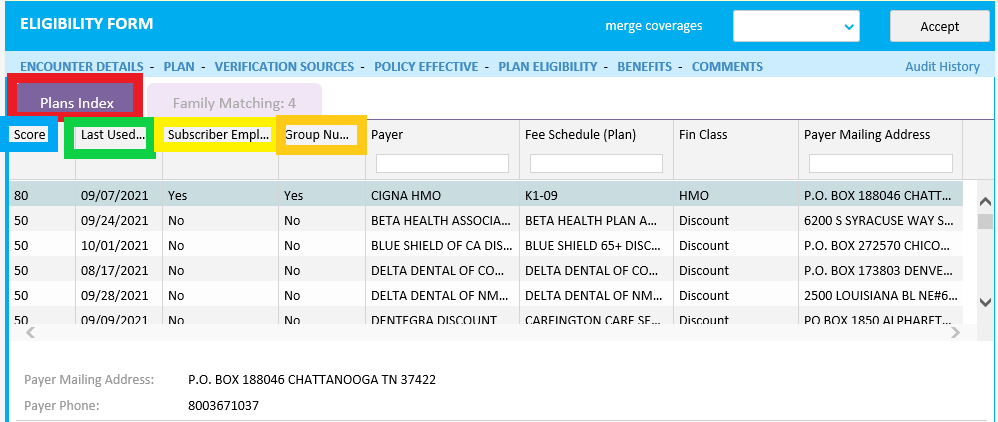 ELIGIBILITY FORM merge coverages Accept
ENCOUNTER DETAILS - PLAN - VERIFICATION SOURCES - POLICY EFFECTIVE - PLAN ELIGIBILITY - BENEFITS - COMMENTS Audit History
Plans Index Family Matching: 4
Score Last Used... Subscriber Empl... Group Nu... Payer Fee Schedule (Plan) Fin Class Payer Mailing Address
80 09/07/2021 Yes Yes CIGNA HMO K1-09 HMO P.O. BOX 188046 CHATT...
50 09/24/2021 No No BETA HEALTH ASSOCIA... BETA HEALTH PLAN A... Discount 6200 S SYRACUSE WAY S...
50 10/01/2021 No No BLUE SHIELD OF CA DIS... BLUE SHIELD 65+ DISC... Discount P.O. BOX 272570 CHICO...
50 08/17/2021 No No DELTA DENTAL OF CO... DELTA DENTAL OF CO... Discount P.O. BOX 173803 DENVE...
50 09/28/2021 No No DELTA DENTAL OF NM... DELTA DENTAL OF NM... Discount 2500 LOUISIANA BL NE#6...
50 09/09/2021 No No DENTEGRA DISCOUNT CAREINGTON CARE SE... Discount PO BOX 1850 ALPHARET...
Payer Mailing Address: P.O. BOX 188046 CHATTANOOGA TN 37422
Payer Phone: 8003671037